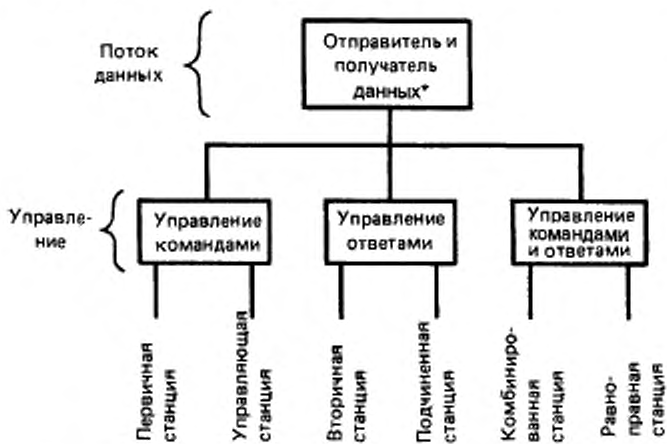 Поток
данных
Отправитель и
получатель
данных*
Управле-
ние
Управление
командами
Управление
ответами
Управление
командами
и ответами
Первичная
станция
Управляющая
станция
Вторичная
станция
Подчиненная
станция
Комбиниро-
ванная
станция
Равно-
правная
станция